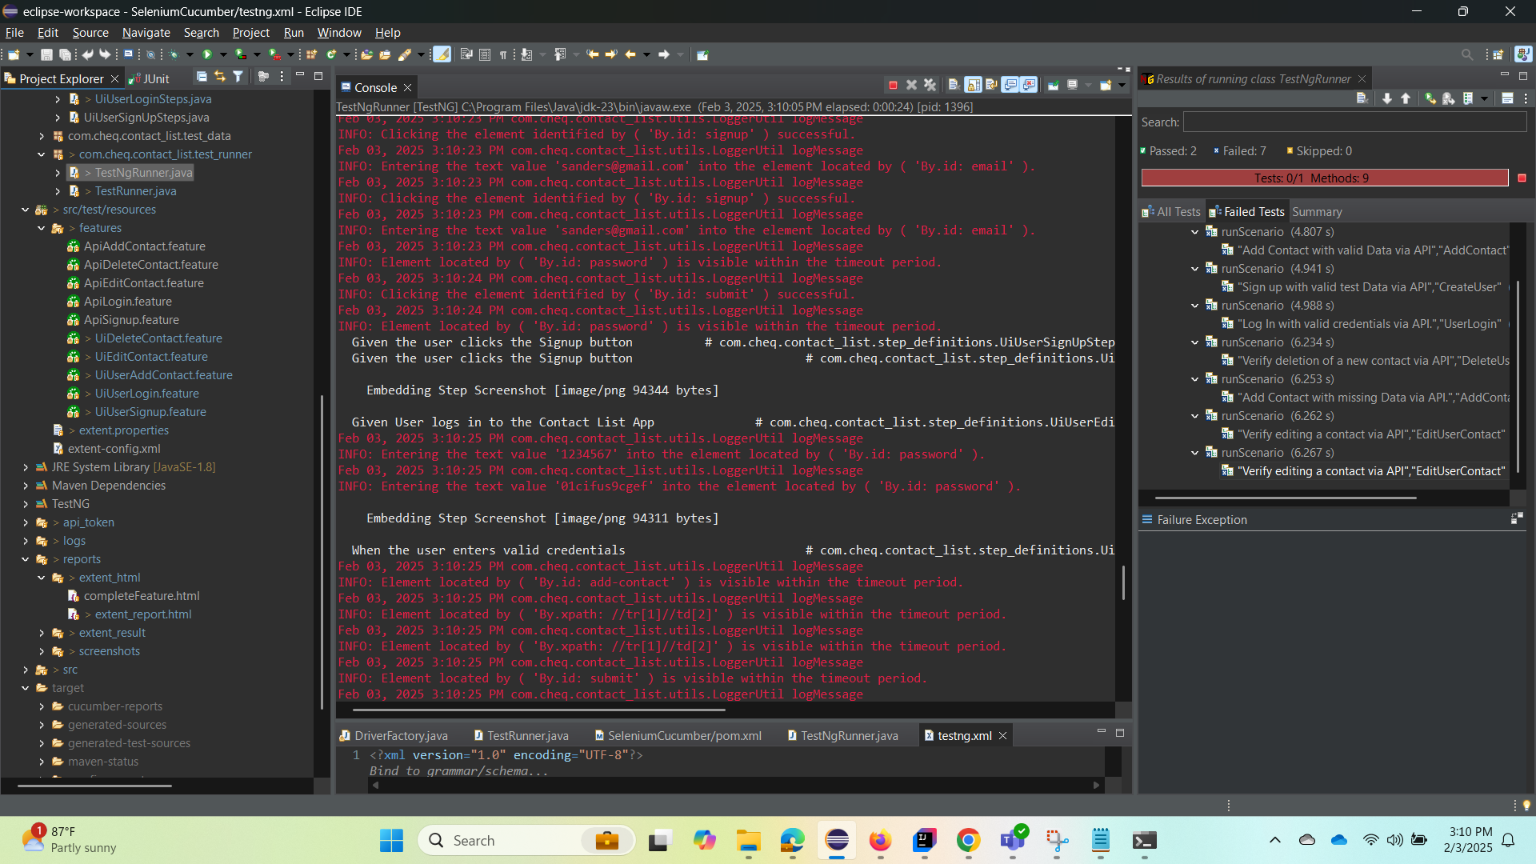 eclipse-workspace - SeleniumCucumber/testng.xml - Eclipse IDE
File Edit Source Navigate Search Project Run Window Help
Project Explorer
JUnit
UiUserLoginSteps.java
UiUserSignUpSteps.java
com.cheq.contact_list.test_data
com.cheq.contact_list.test_runner
TestNgRunner.java
TestRunner.java
src/test/resources
features
ApiAddContact.feature
ApiDeleteContact.feature
ApiEditContact.feature
ApiLogin.feature
ApiSignup.feature
UiDeleteContact.feature
UiEditContact.feature
UiUserAddContact.feature
UiUserLogin.feature
UiUserSignup.feature
extent.properties
extent-config.xml
JRE System Library [JavaSE-1.8]
Maven Dependencies
TestNG
api_token
logs
reports
extent_html
completeFeature.html
extent_report.html
extent_result
screenshots
src
target
cucumber-reports
generated-sources
generated-test-sources
maven-status
Console
TestNgRunner [TestNG] C:\Program Files\Java\jdk-23\bin\javaw.exe (Feb 3, 2025, 3:10:05 PM elapsed: 0:00:24) [pid: 1396]
Feb 03, 2025 3:10:23 PM com.cheq.contact_list.utils.LoggerUtil logMessage
INFO: Clicking the element identified by ( 'By.id: signup' ) successful.
Feb 03, 2025 3:10:23 PM com.cheq.contact_list.utils.LoggerUtil logMessage
INFO: Entering the text value 'sanders@gmail.com' into the element located by ( 'By.id: email' ).
Feb 03, 2025 3:10:23 PM com.cheq.contact_list.utils.LoggerUtil logMessage
INFO: Clicking the element identified by ( 'By.id: signup' ) successful.
Feb 03, 2025 3:10:23 PM com.cheq.contact_list.utils.LoggerUtil logMessage
INFO: Entering the text value 'sanders@gmail.com' into the element located by ( 'By.id: email' ).
Feb 03, 2025 3:10:23 PM com.cheq.contact_list.utils.LoggerUtil logMessage
INFO: Element located by ( 'By.id: password' ) is visible within the timeout period.
Feb 03, 2025 3:10:24 PM com.cheq.contact_list.utils.LoggerUtil logMessage
INFO: Clicking the element identified by ( 'By.id: submit' ) successful.
Feb 03, 2025 3:10:24 PM com.cheq.contact_list.utils.LoggerUtil logMessage
INFO: Element located by ( 'By.id: password' ) is visible within the timeout period.
Given the user clicks the Signup button # com.cheq.contact_list.step_definitions.UiUserSignUpStep
Given the user clicks the Signup button # com.cheq.contact_list.step_definitions.Ui
Embedding Step Screenshot [image/png 94344 bytes]
Given User logs in to the Contact List App # com.cheq.contact_list.step_definitions.UiUserEdi
Feb 03, 2025 3:10:25 PM com.cheq.contact_list.utils.LoggerUtil logMessage
INFO: Entering the text value '1234567' into the element located by ( 'By.id: password' ).
Feb 03, 2025 3:10:25 PM com.cheq.contact_list.utils.LoggerUtil logMessage
INFO: Entering the text value '01cifus9cgef' into the element located by ( 'By.id: password' ).
Embedding Step Screenshot [image/png 94311 bytes]
When the user enters valid credentials # com.cheq.contact_list.step_definitions.Ui
Feb 03, 2025 3:10:25 PM com.cheq.contact_list.utils.LoggerUtil logMessage
INFO: Element located by ( 'By.id: add-contact' ) is visible within the timeout period.
Feb 03, 2025 3:10:25 PM com.cheq.contact_list.utils.LoggerUtil logMessage
INFO: Element located by ( 'By.xpath: //tr[1]//td[2]' ) is visible within the timeout period.
Feb 03, 2025 3:10:25 PM com.cheq.contact_list.utils.LoggerUtil logMessage
INFO: Element located by ( 'By.xpath: //tr[1]//td[2]' ) is visible within the timeout period.
Feb 03, 2025 3:10:25 PM com.cheq.contact_list.utils.LoggerUtil logMessage
INFO: Element located by ( 'By.id: submit' ) is visible within the timeout period.
Feb 03, 2025 3:10:25 PM com.cheq.contact_list.utils.LoggerUtil logMessage
DriverFactory.java
TestRunner.java
SeleniumCucumber/pom.xml
TestNgRunner.java
testng.xml
1 <?xml version="1.0" encoding="UTF-8"?>
Bind to grammar/schema...
Results of running class TestNgRunner
Search:
Passed: 2 Failed: 7 Skipped: 0
Tests: 0/1 Methods: 9
All Tests Failed Tests Summary
runScenario (4.807 s)
"Add Contact with valid Data via API","AddContact"
runScenario (4.941 s)
"Sign up with valid test Data via API","CreateUser"
runScenario (4.988 s)
"Log In with valid credentials via API.","UserLogin"
runScenario (6.234 s)
"Verify deletion of a new contact via API","DeleteUs
runScenario (6.253 s)
"Add Contact with missing Data via API.","AddConta
runScenario (6.262 s)
"Verify editing a contact via API","EditUserContact"
runScenario (6.267 s)
"Verify editing a contact via API","EditUserContact"
Failure Exception
1
87°F
Partly sunny
Search
3:10 PM
2/3/2025